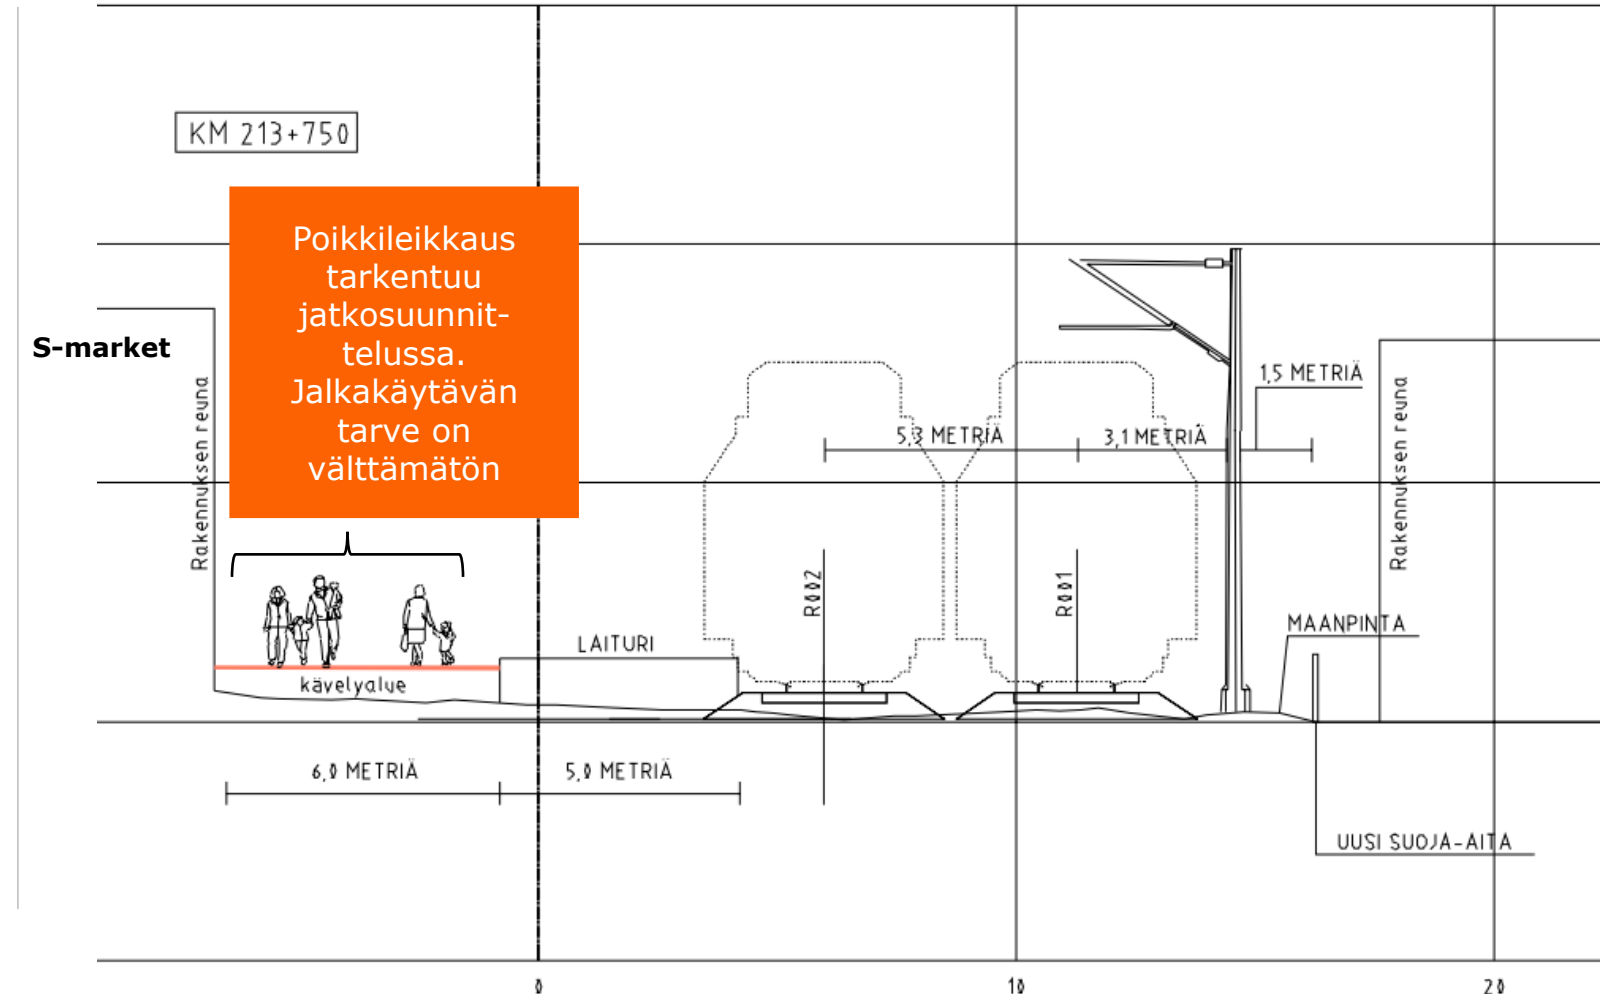 KM 213+750
Poikkileikkaus
tarkentuu
jatkosuunnit-
telussa.
Jalkakäytävän
tarve on
välttämätön
S-market
Rakennuksen reuna
1,5 METRIÄ
5,3 METRIÄ
3,1 METRIÄ
Rakennuksen reuna
R002
R001
MAANPINTA
LAITURI
kävelyalue
6,0 METRIÄ
5,0 METRIÄ
UUSI SUOJA-AITA
0
10
20